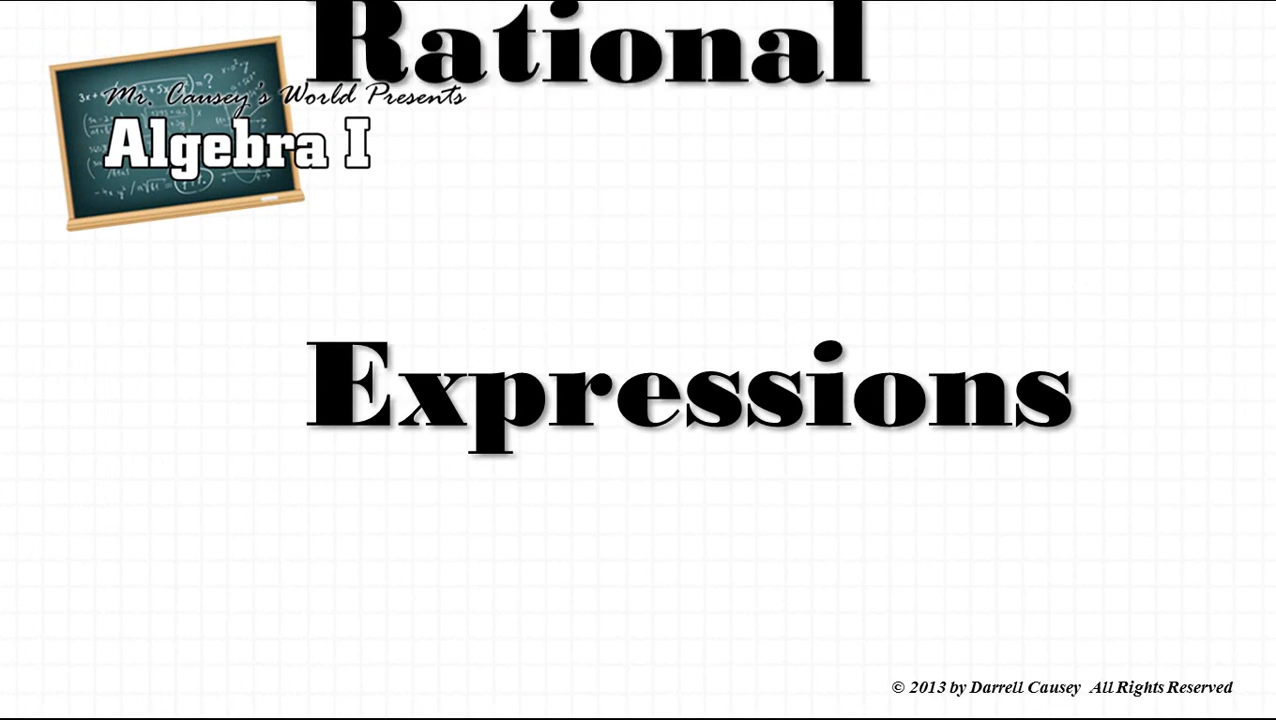 Rational
Mr. Causey's World Presents
Algebra I
Expressions
© 2013 by Darrell Causey All Rights Reserved